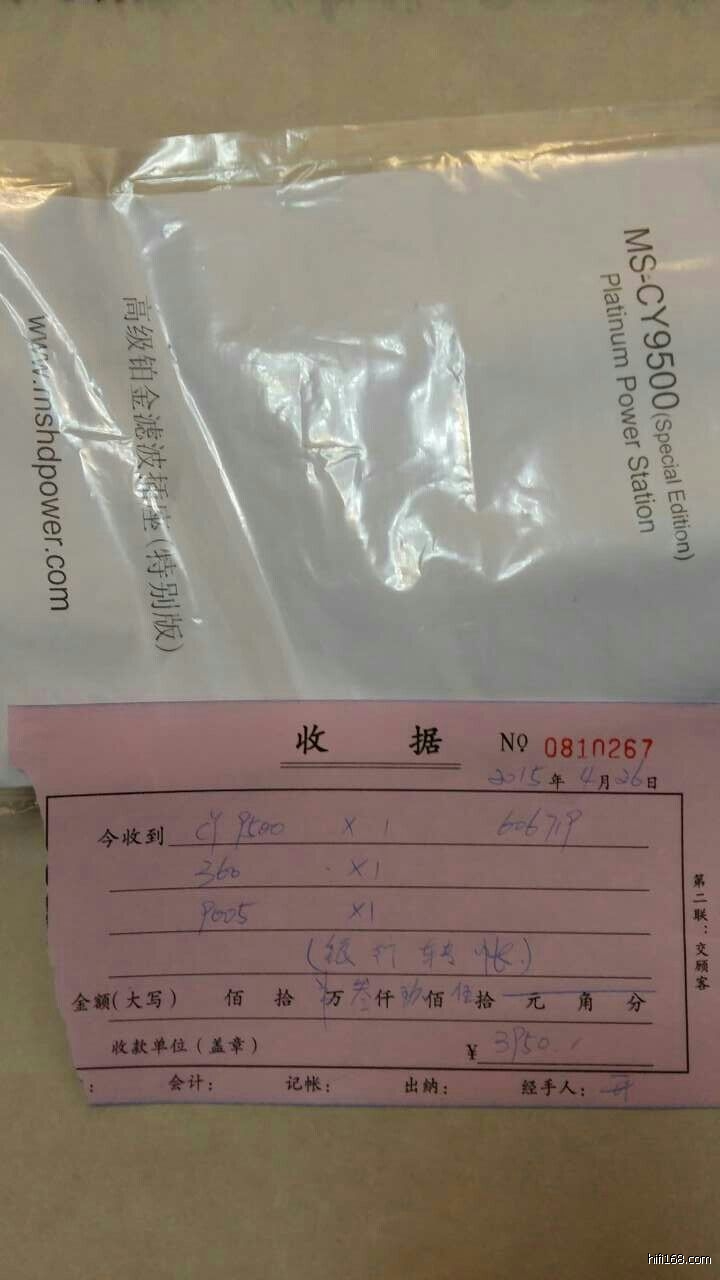 MS-CY9500(Special Edition)
Platinum Power Station
高级铂金滤波插座(特别版)
www.mshdpower.com
收 据 Nº 0810267
2015年4月26日
今收到 CY 9500 X 1 606719
360 X1
9005 X1
(银行转帐)
金额(大写) 佰 拾 万叁仟玖佰伍拾 元 角 分
收款单位(盖章) ¥ 3950
: 会计: 记帐: 出纳: 经手人:
第二联:交顾客
hifi168.com